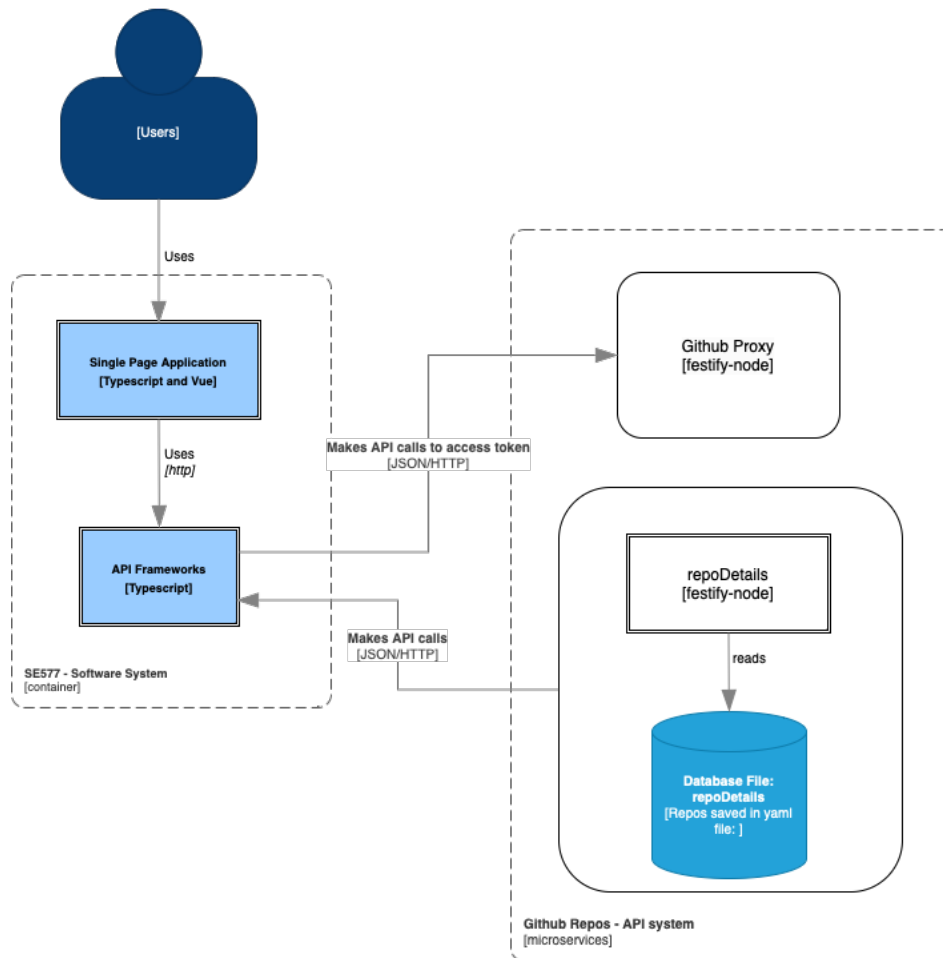 [Users]
Uses
Single Page Application
[Typescript and Vue]
Uses
[http]
API Frameworks
[Typescript]
SE577 - Software System
[container]
Makes API calls to access token
[JSON/HTTP]
Makes API calls
[JSON/HTTP]
Github Proxy
[festify-node]
repoDetails
[festify-node]
reads
Database File:
repoDetails
[Repos saved in yaml
file: ]
Github Repos - API system
[microservices]